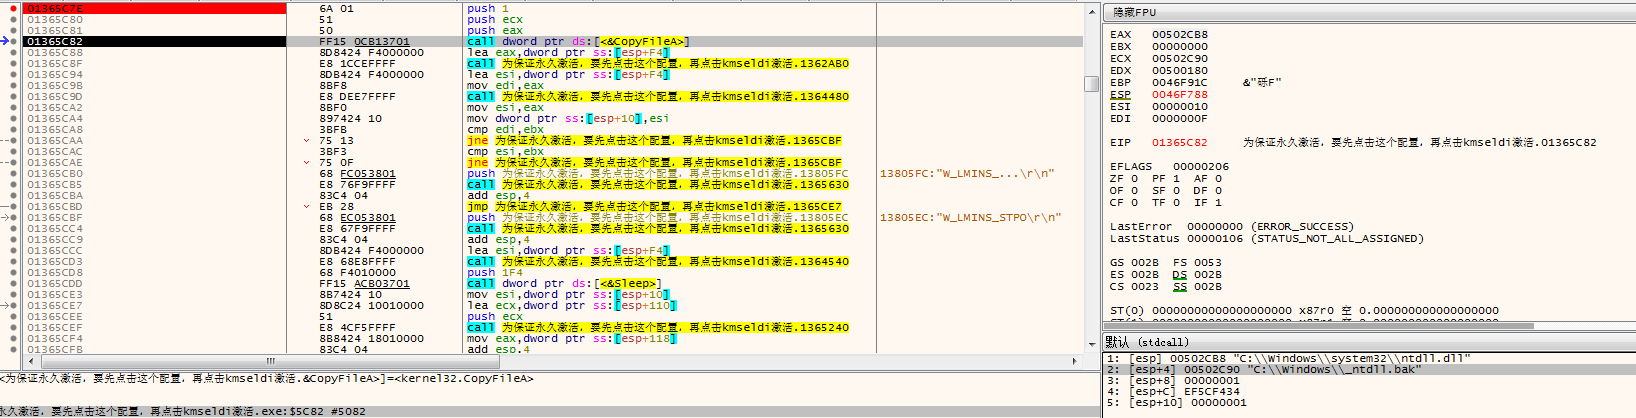 01365C7E 6A 01 push 1
01365C80 51 push ecx
01365C81 50 push eax
01365C82 FF15 0CB13701 call dword ptr ds:[<&CopyFileA>]
01365C88 8D8424 F4000000 lea eax,dword ptr ss:[esp+F4]
01365C8F E8 1CCEFFFF call 为保证永久激活，要先点击这个配置，再点击kmseldi激活.1362AB0
01365C94 8DB424 F4000000 lea esi,dword ptr ss:[esp+F4]
01365C9B 8BF8 mov edi,eax
01365C9D E8 DEE7FFFF call 为保证永久激活，要先点击这个配置，再点击kmseldi激活.1364480
01365CA2 8BF0 mov esi,eax
01365CA4 897424 10 mov dword ptr ss:[esp+10],esi
01365CA8 3BFB cmp edi,ebx
01365CAA 75 13 jne 为保证永久激活，要先点击这个配置，再点击kmseldi激活.1365CBF
01365CAC 3BF3 cmp esi,ebx
01365CAE 75 0F jne 为保证永久激活，要先点击这个配置，再点击kmseldi激活.1365CBF
01365CB0 68 FC053801 push 为保证永久激活，要先点击这个配置，再点击kmseldi激活.13805FC 13805FC:"W_LMINS_...\r\n"
01365CB5 E8 76F9FFFF call 为保证永久激活，要先点击这个配置，再点击kmseldi激活.1365630
01365CBA 83C4 04 add esp,4
01365CBD EB 28 jmp 为保证永久激活，要先点击这个配置，再点击kmseldi激活.1365CE7
01365CBF 68 EC053801 push 为保证永久激活，要先点击这个配置，再点击kmseldi激活.13805EC 13805EC:"W_LMINS_STPO\r\n"
01365CC4 E8 67F9FFFF call 为保证永久激活，要先点击这个配置，再点击kmseldi激活.1365630
01365CC9 83C4 04 add esp,4
01365CCC 8DB424 F4000000 lea esi,dword ptr ss:[esp+F4]
01365CD3 E8 68E8FFFF call 为保证永久激活，要先点击这个配置，再点击kmseldi激活.1364540
01365CD8 68 F4010000 push 1F4
01365CDD FF15 ACB03701 call dword ptr ds:[<&Sleep>]
01365CE3 8B7424 10 mov esi,dword ptr ss:[esp+10]
01365CE7 8D8C24 10010000 lea ecx,dword ptr ss:[esp+110]
01365CEE 51 push ecx
01365CEF E8 4CF5FFFF call 为保证永久激活，要先点击这个配置，再点击kmseldi激活.1365240
01365CF4 8B8424 18010000 mov eax,dword ptr ss:[esp+118]
01365CFB 83C4 04 add esp,4
<为保证永久激活，要先点击这个配置，再点击kmseldi激活.&CopyFileA>]=<kernel32.CopyFileA>
永久激活，要先点击这个配置，再点击kmseldi激活.exe:$5C82 #5082
隐藏FPU
EAX 00502CB8
EBX 00000000
ECX 00502C90
EDX 00500180
EBP 0046F91C &"砾F"
ESP 0046F788
ESI 00000010
EDI 0000000F
EIP 01365C82 为保证永久激活，要先点击这个配置，再点击kmseldi激活.01365C82
EFLAGS 00000206
ZF 0 PF 1 AF 0
OF 0 SF 0 DF 0
CF 0 TF 0 IF 1
LastError 00000000 (ERROR_SUCCESS)
LastStatus 00000106 (STATUS_NOT_ALL_ASSIGNED)
GS 002B FS 0053
ES 002B DS 002B
CS 0023 SS 002B
ST(0) 00000000000000000000 x87r0 空 0.000000000000000000
默认 (stdcall)
1: [esp] 00502CB8 "C:\\Windows\\system32\\ntdll.dll"
2: [esp+4] 00502C90 "C:\\Windows\\_ntdll.bak"
3: [esp+8] 00000001
4: [esp+C] EF5CF434
5: [esp+10] 00000001